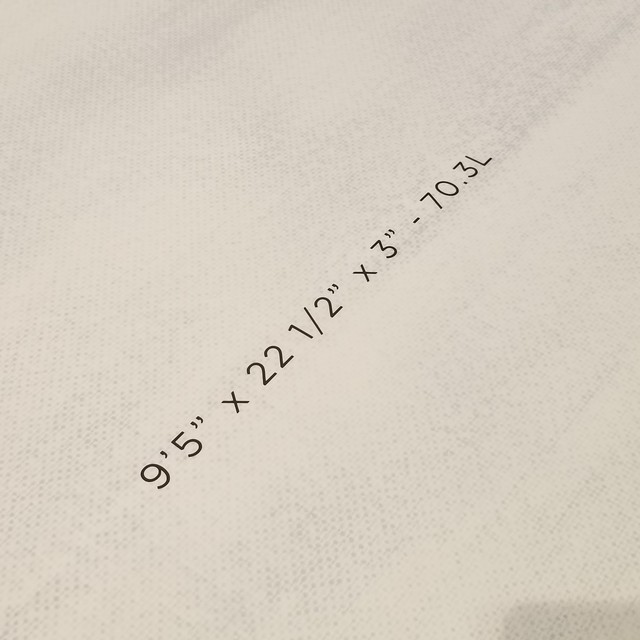 9’5” x 22 1/2” x 3” - 70.3L